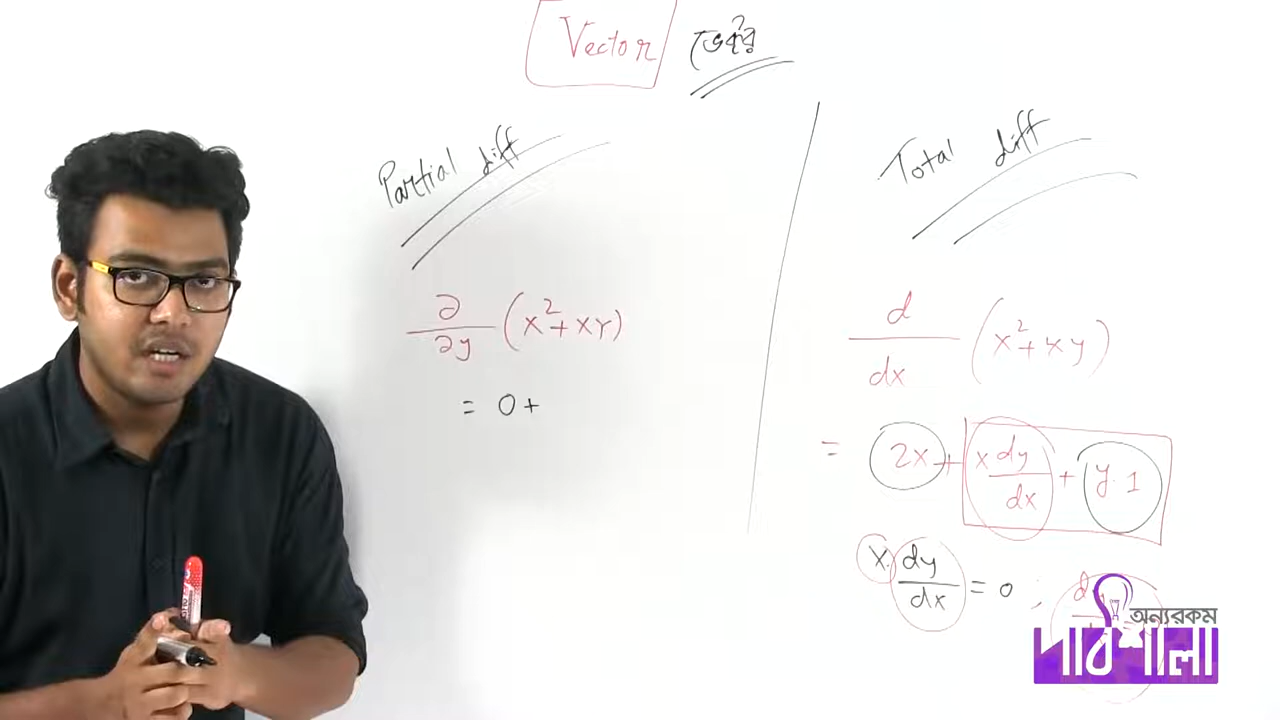 Vector ভেক্টর
Partial diff
∂/∂y (x²+xy)
= 0 +
Total diff
d/dx (x²+xy)
= 2x + x dy/dx + y.1
x. dy/dx = 0 ;
অন্যরকম
পাঠশালা